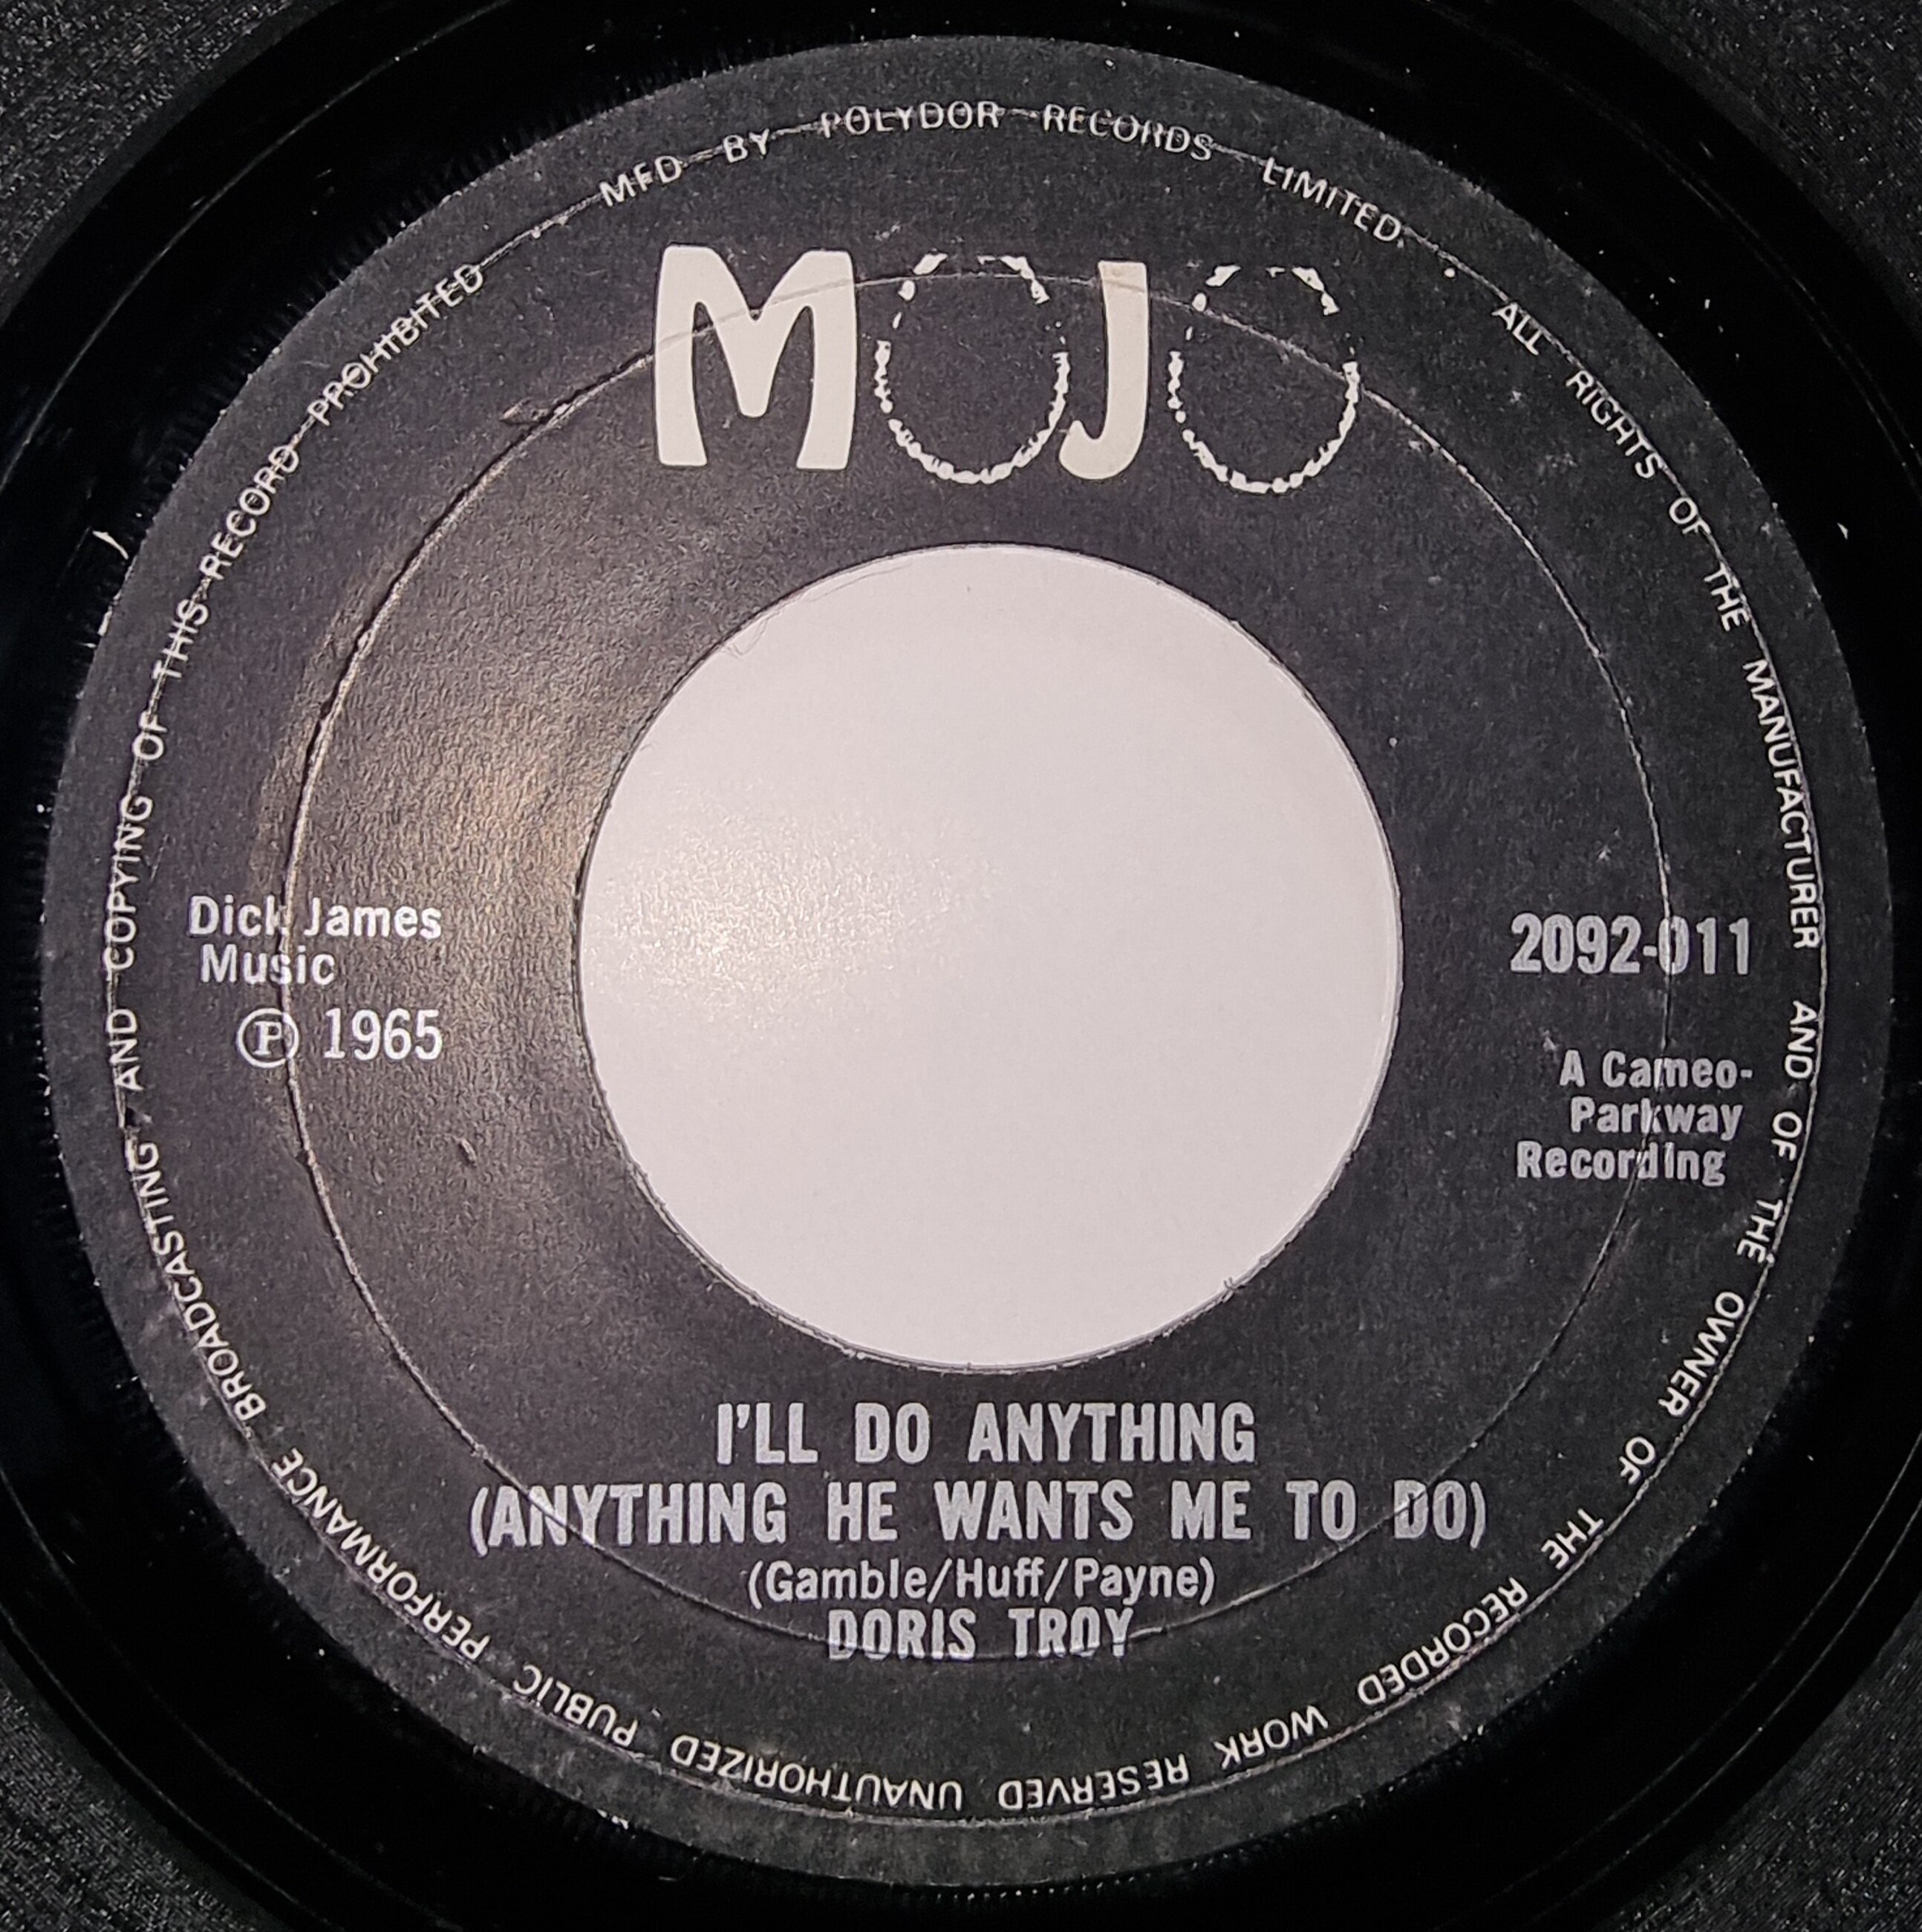 MFD BY POLYDOR RECORDS LIMITED. ALL RIGHTS OF THE MANUFACTURER AND OF THE OWNER OF THE RECORDED WORK RESERVED UNAUTHORIZED PUBLIC PERFORMANCE BROADCASTING AND COPYING OF THIS RECORD PROHIBITED
MOJO
Dick James
Music
Ⓟ 1965
2092-011
A Cameo-
Parkway
Recording
I'LL DO ANYTHING
(ANYTHING HE WANTS ME TO DO)
(Gamble/Huff/Payne)
DORIS TROY